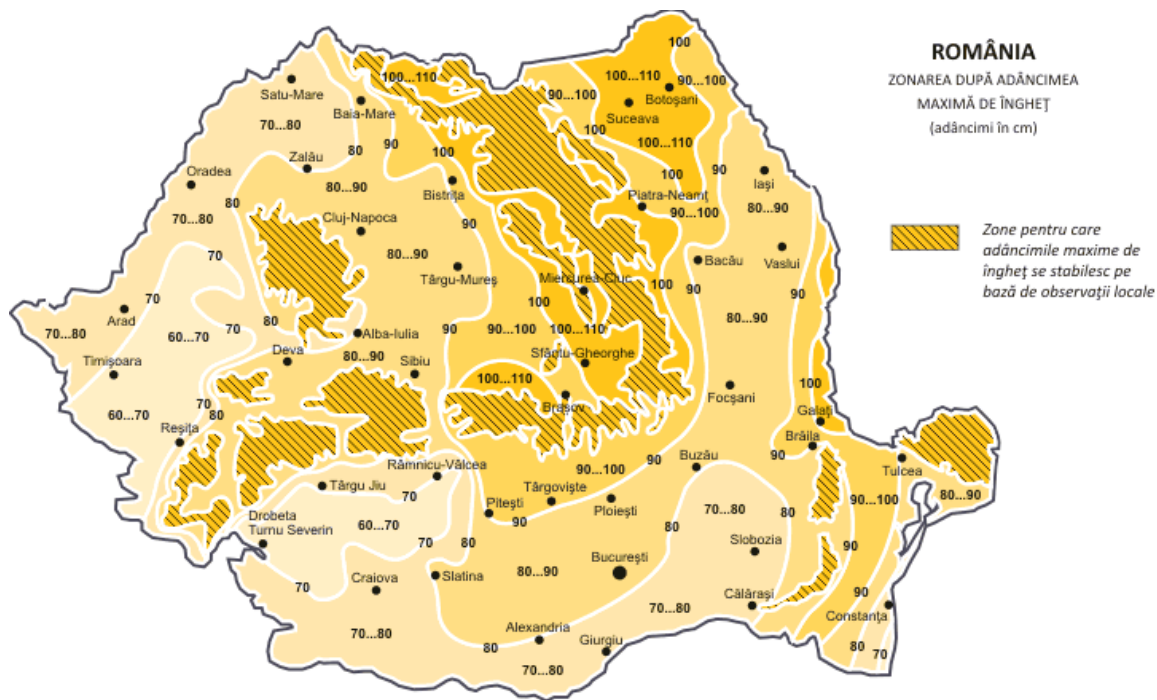 ROMÂNIA
ZONAREA DUPĂ ADÂNCIMEA
MAXIMĂ DE ÎNGHEŢ
(adâncimi în cm)
Zone pentru care
adâncimile maxime de
îngheţ se stabilesc pe
bază de observaţii locale
100
100...110
100...110
90...100
90...100
Satu-Mare
Botoşani
Baia-Mare
Suceava
70...80
100
90
80
100
100...110
Zalău
100
90
Oradea
Bistriţa
100
Iaşi
80...90
80
Piatra-Neamţ
80...90
70...80
90...100
Cluj-Napoca
90
70
80...90
Bacău
Vaslui
Târgu-Mureş
Miercurea-Ciuc
100
90
90
70
100
Arad
80
70...80
70
60...70
90
90...100
100...110
80...90
Alba-Iulia
Deva
80...90
Sfântu-Gheorghe
Timişoara
Sibiu
100...110
Focşani
100
Braşov
70
60...70
80
Galaţi
Reşiţa
Brăila
90
90
Buzău
Râmnicu-Vâlcea
90...100
Tulcea
Târgu Jiu
70
Târgovişte
80...90
90...100
Piteşti
Ploieşti
70...80
80
Drobeta
Turnu Severin
60...70
90
80
70
80
Slobozia
90
Bucureşti
Craiova
Slatina
80...90
70
Călăraşi
90
70...80
Constanţa
70...80
Alexandria
80
Giurgiu
80
70
70...80